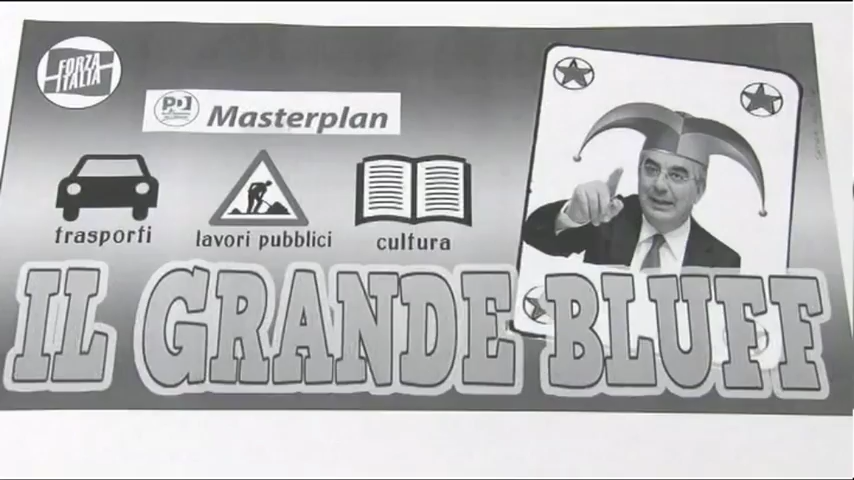 FORZA
ITALIA
PD
Masterplan
trasporti
lavori pubblici
cultura
IL GRANDE BLUFF